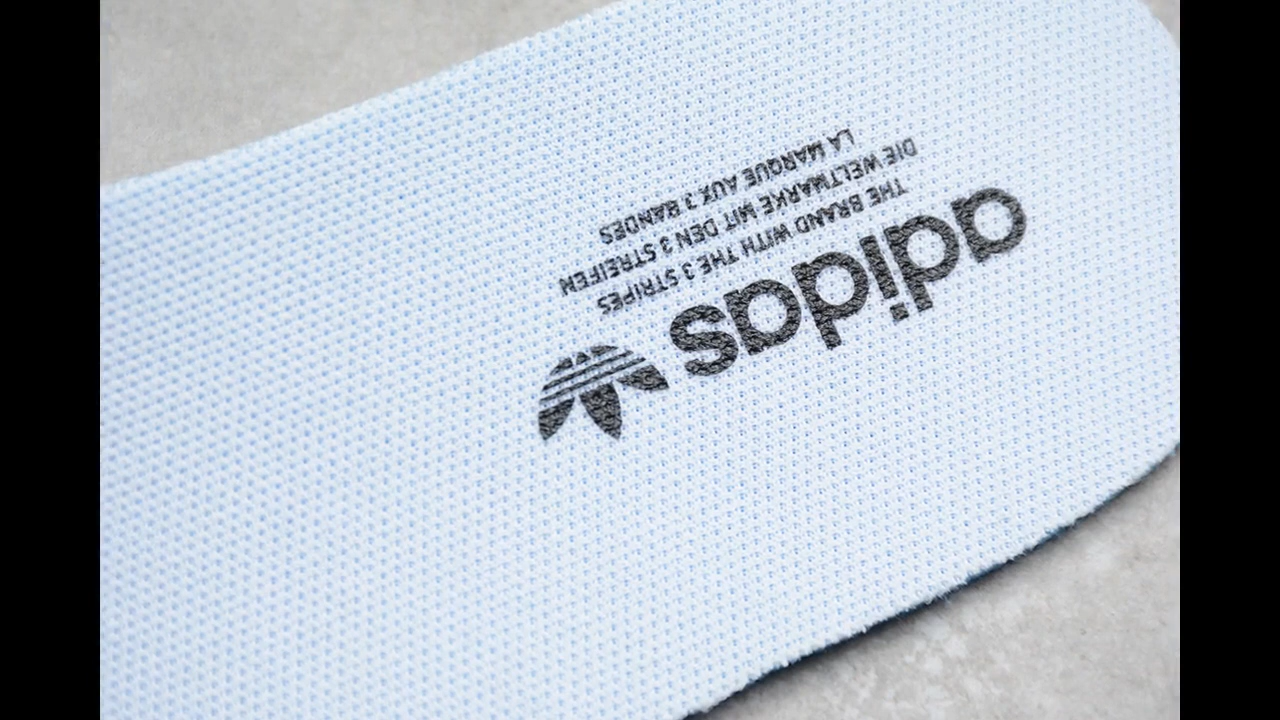 adidas
THE BRAND WITH THE 3 STRIPES
DIE WELTMARKE MIT DEN 3 STREIFEN
LA MARQUE AUX 3 BANDES